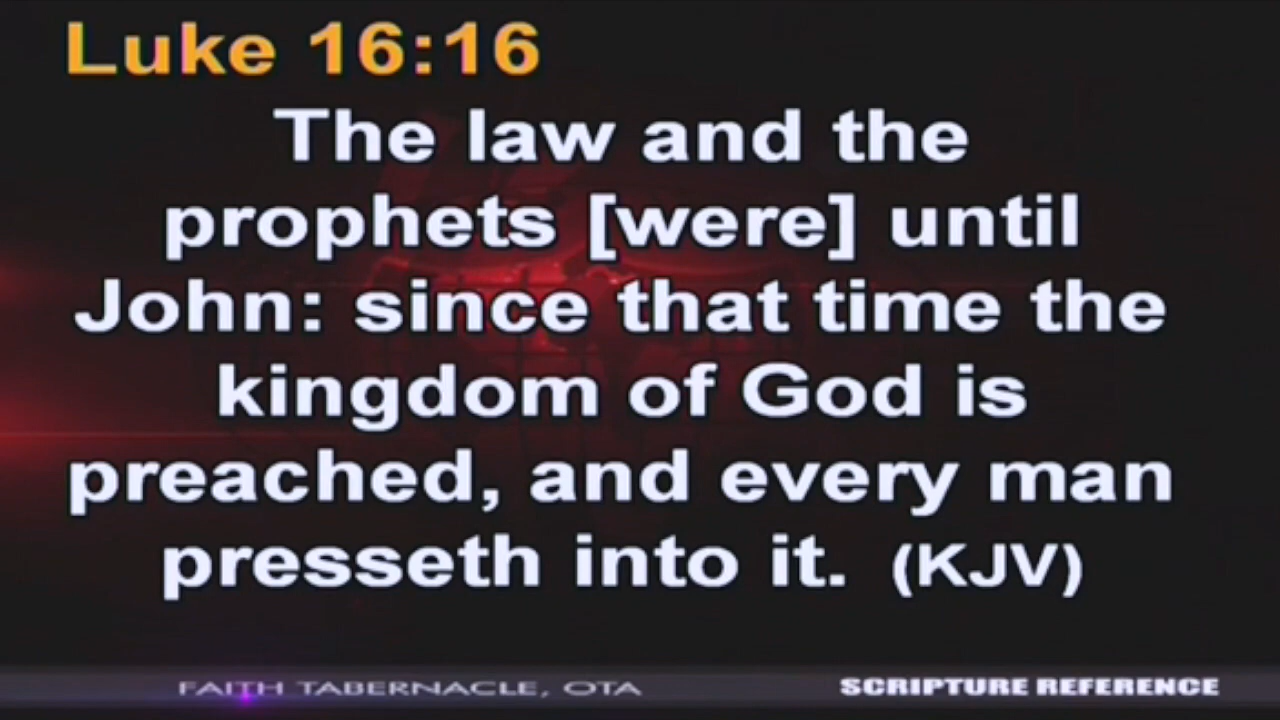 Luke 16:16
The law and the
prophets [were] until
John: since that time the
kingdom of God is
preached, and every man
presseth into it. (KJV)
FAITH TABERNACLE, OTA
SCRIPTURE REFERENCE